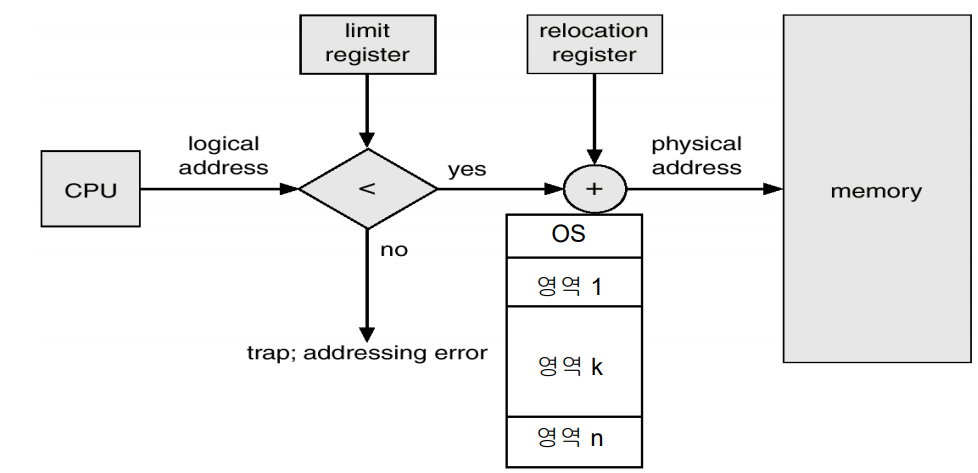 limit
register
relocation
register
logical
address
physical
address
CPU
<
yes
+
memory
no
OS
영역 1
trap; addressing error
영역 k
영역 n